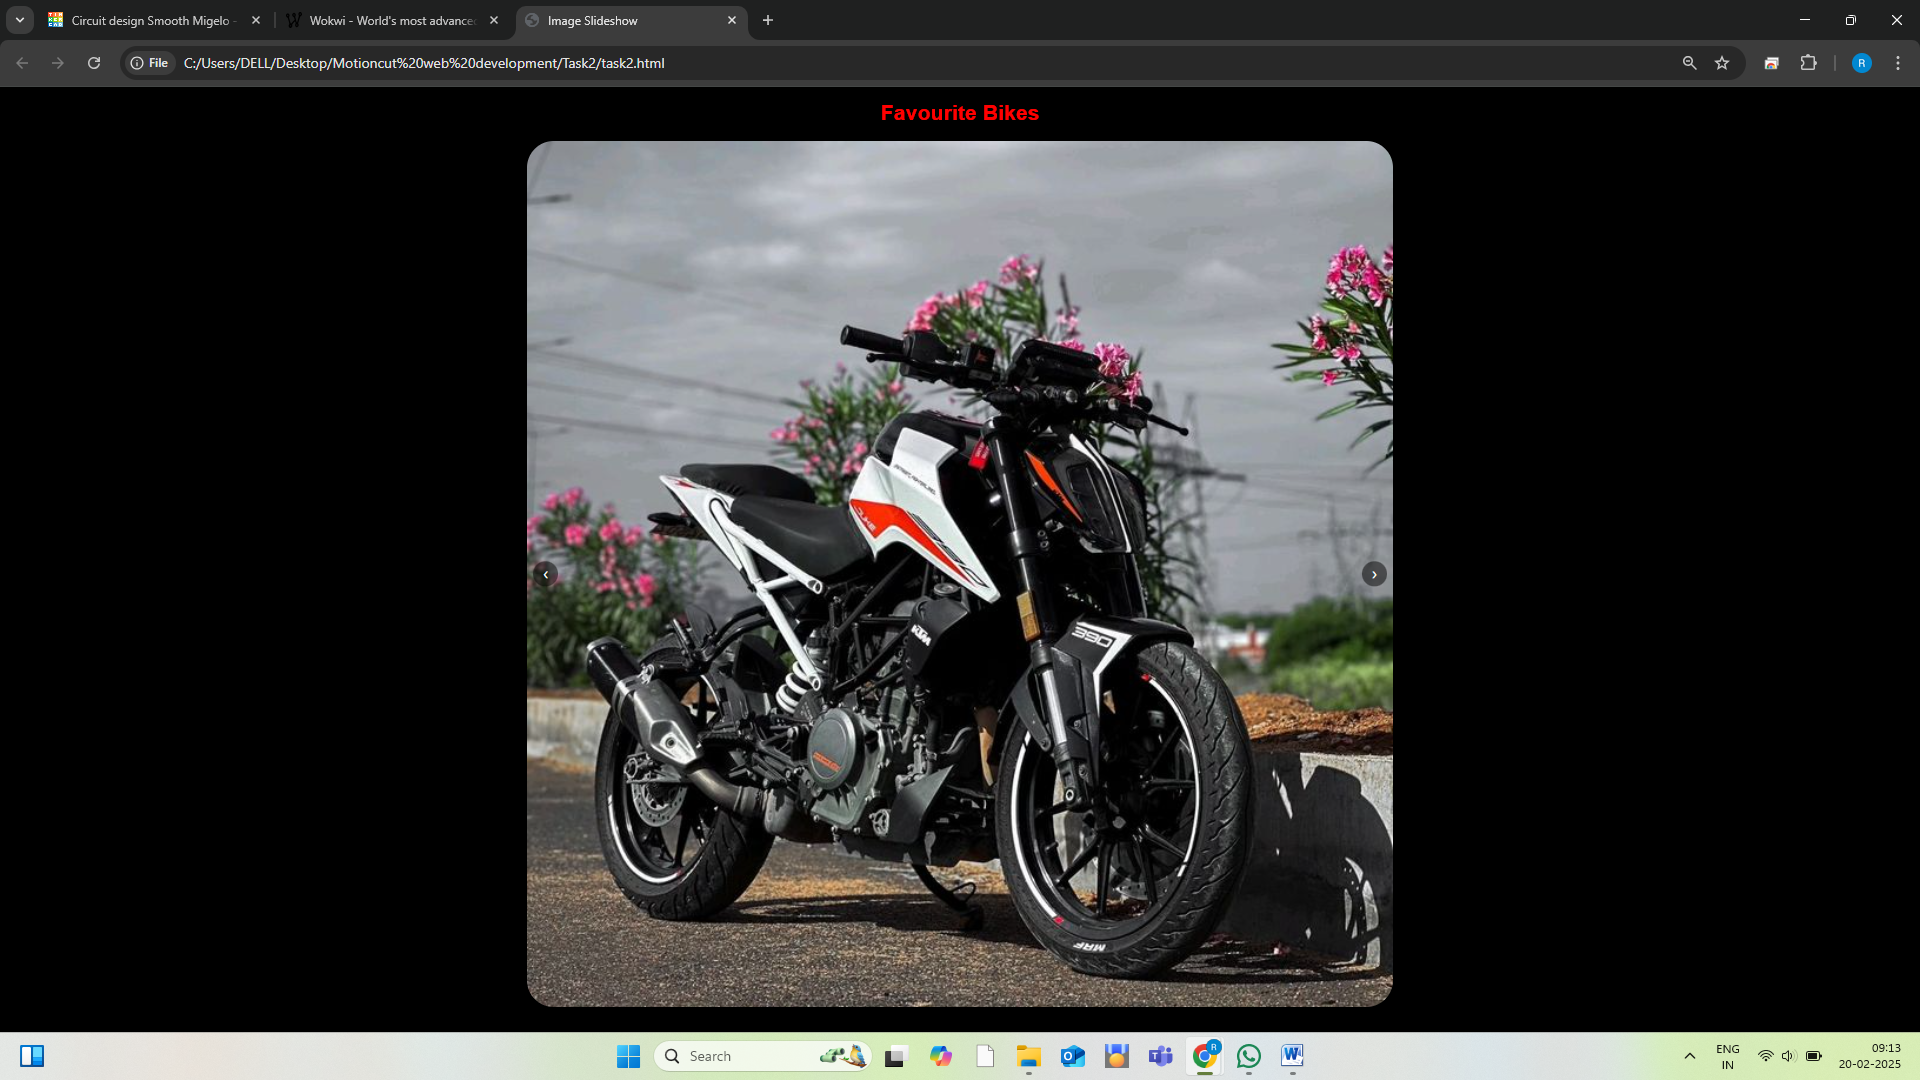 Circuit design Smooth Migelo -
Wokwi - World's most advance
Image Slideshow
File
C:/Users/DELL/Desktop/Motioncut%20web%20development/Task2/task2.html
R
Favourite Bikes
DUKE
390
KTM
MRF
Search
R
ENG
IN
09:13
20-02-2025